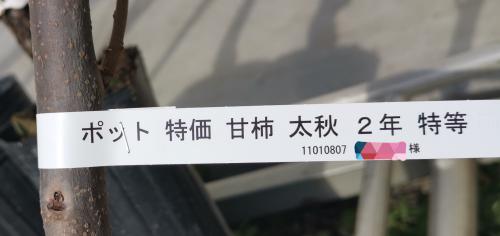 ポット 特価 甘柿 太秋 2年 特等
11010807 様